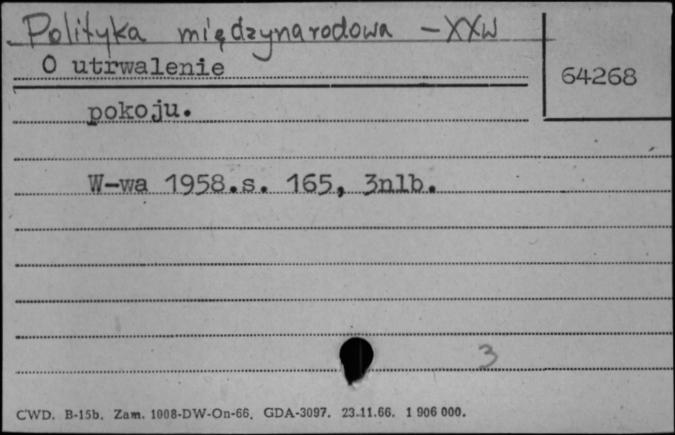 Polityka międzynarodowa - XXw
O utrwalenie
64268
pokoju.
W-wa 1958.s. 165, 3nlb.
3
CWD. B-15b. Zam. 1008-DW-On-66. GDA-3097. 23.11.66. 1 906 000.